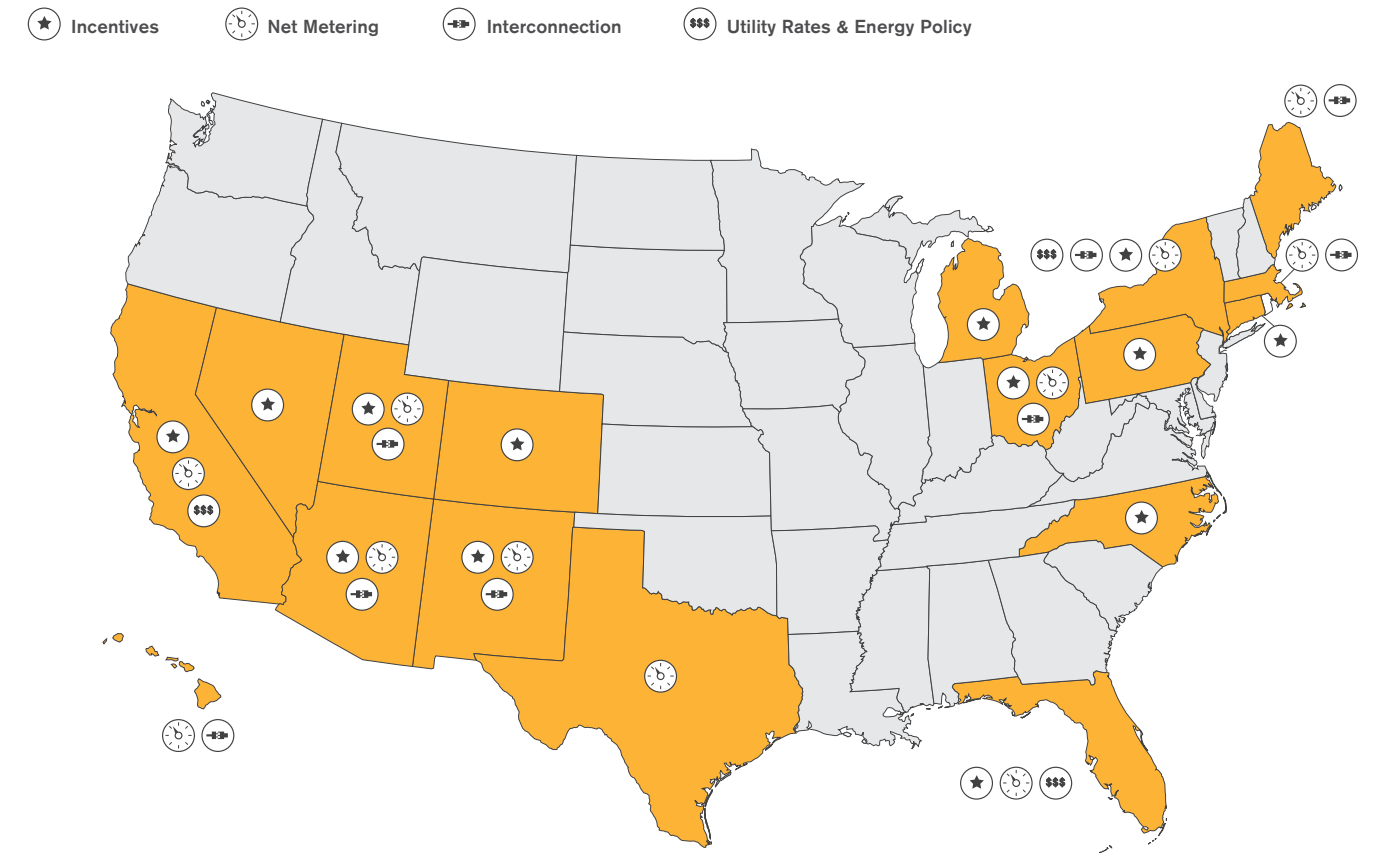 Incentives
Net Metering
Interconnection
$$$ Utility Rates & Energy Policy
$$$
$$$
$$$